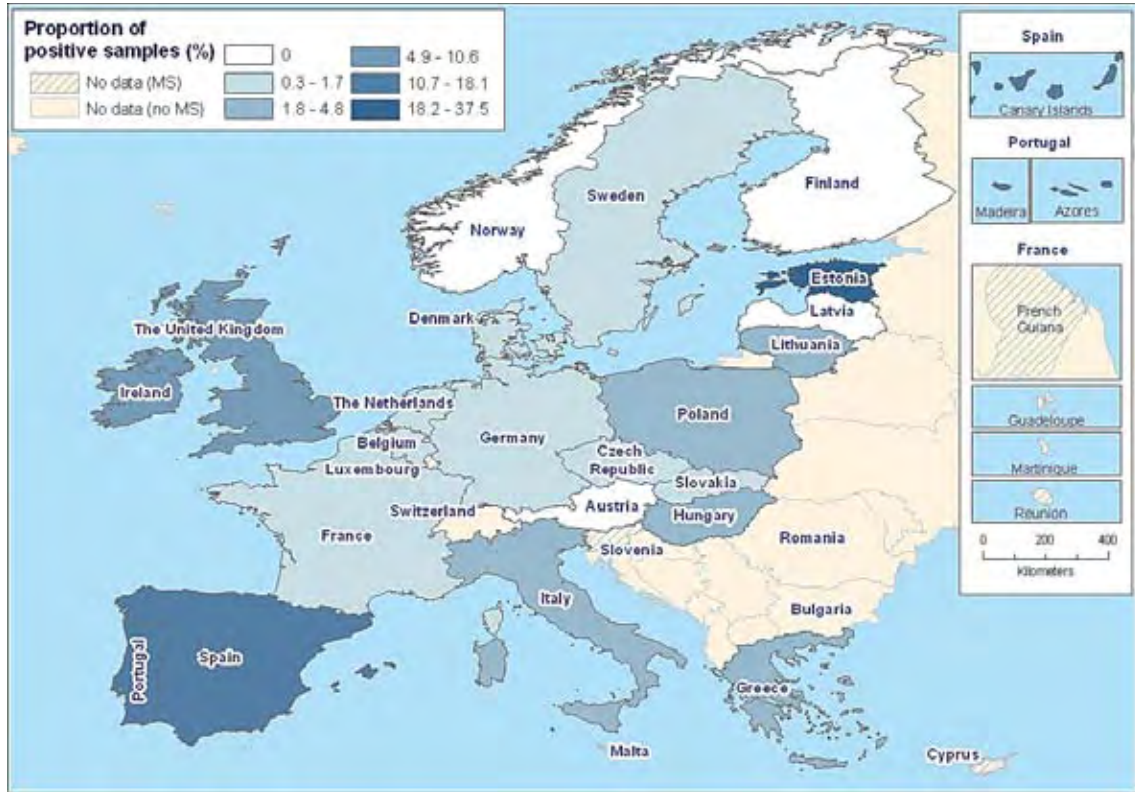 Proportion of
positive samples (%)
No data (MS)
No data (no MS)
0
0.3 - 1.7
1.8 - 4.8
4.9 - 10.6
10.7 - 18.1
18.2 - 37.5
Spain
Canary Islands
Portugal
Madeira
Azores
France
French
Guiana
Guadeloupe
Martinique
Reunion
0 200 400
Kilometers
Norway
Sweden
Finland
Estonia
Latvia
Lithuania
Denmark
The United Kingdom
Ireland
The Netherlands
Belgium
Luxembourg
Germany
Poland
Czech
Republic
Slovakia
Austria
Hungary
Switzerland
France
Slovenia
Romania
Italy
Bulgaria
Portugal
Spain
Greece
Malta
Cyprus